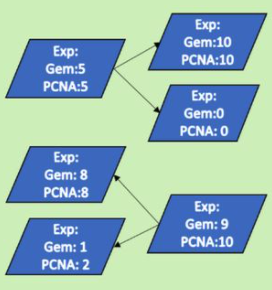 Exp:
Gem:5
PCNA:5
Exp:
Gem:10
PCNA:10
Exp:
Gem:0
PCNA: 0
Exp:
Gem: 8
PCNA:8
Exp:
Gem: 1
PCNA: 2
Exp:
Gem: 9
PCNA:10